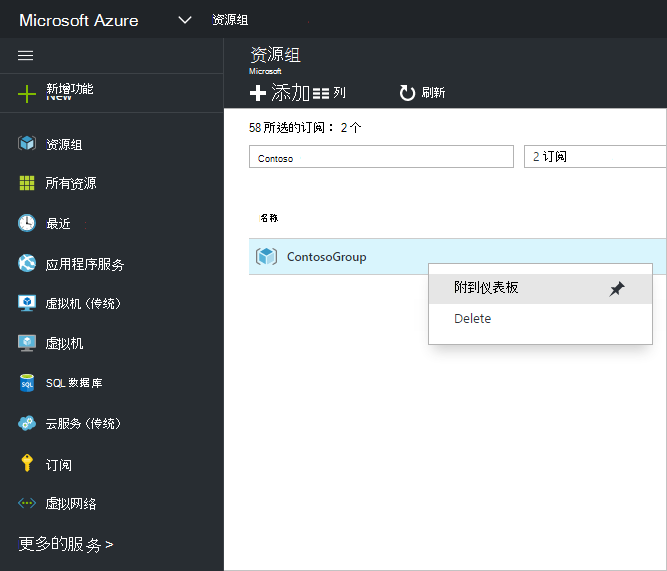 Microsoft Azure 资源组
资源组
Microsoft
添加 列 刷新
新增功能
New
资源组
所有资源
最近
应用程序服务
虚拟机（传统）
虚拟机
SQL 数据库
云服务（传统）
订阅
虚拟网络
更多的服务 >
58 所选的订阅： 2 个
Contoso
2 订阅
名称
ContosoGroup
附到仪表板
Delete